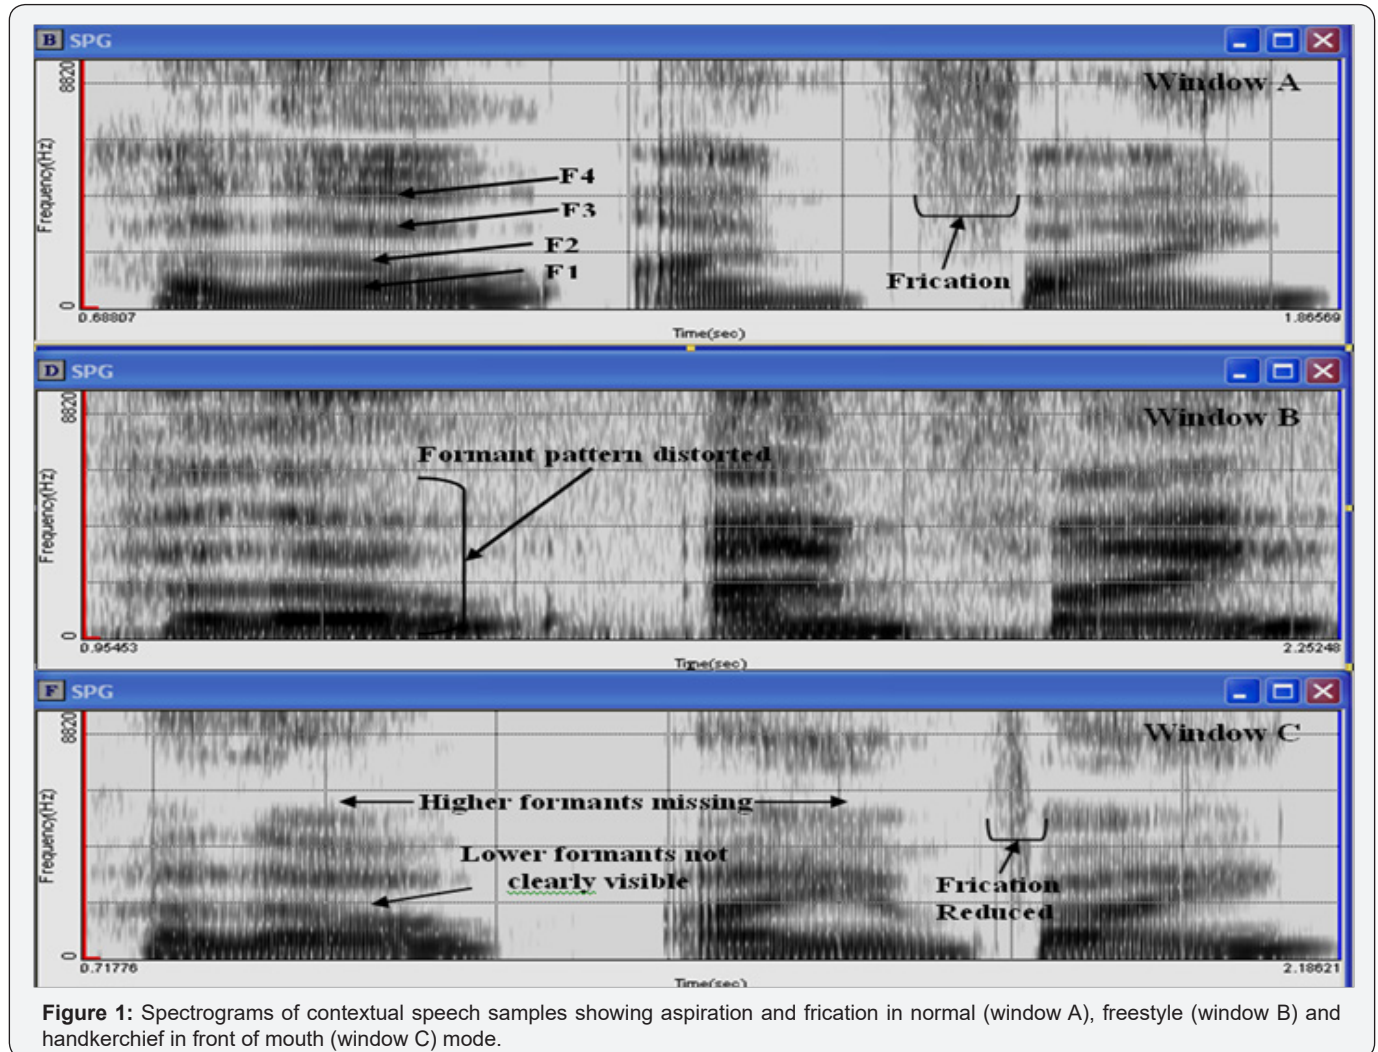 B SPG
Window A
8820
Frequency(Hz)
0
F4
F3
F2
F1
Frication
0.68807
1.86569
Time(sec)
D SPG
Window B
8820
Frequency(Hz)
0
Formant pattern distorted
0.95453
2.25248
Time(sec)
F SPG
Window C
8820
Frequency(Hz)
0
Higher formants missing
Lower formants not
clearly visible
Frication
Reduced
0.71776
2.18621
Time(sec)
Figure 1: Spectrograms of contextual speech samples showing aspiration and frication in normal (window A), freestyle (window B) and
handkerchief in front of mouth (window C) mode.